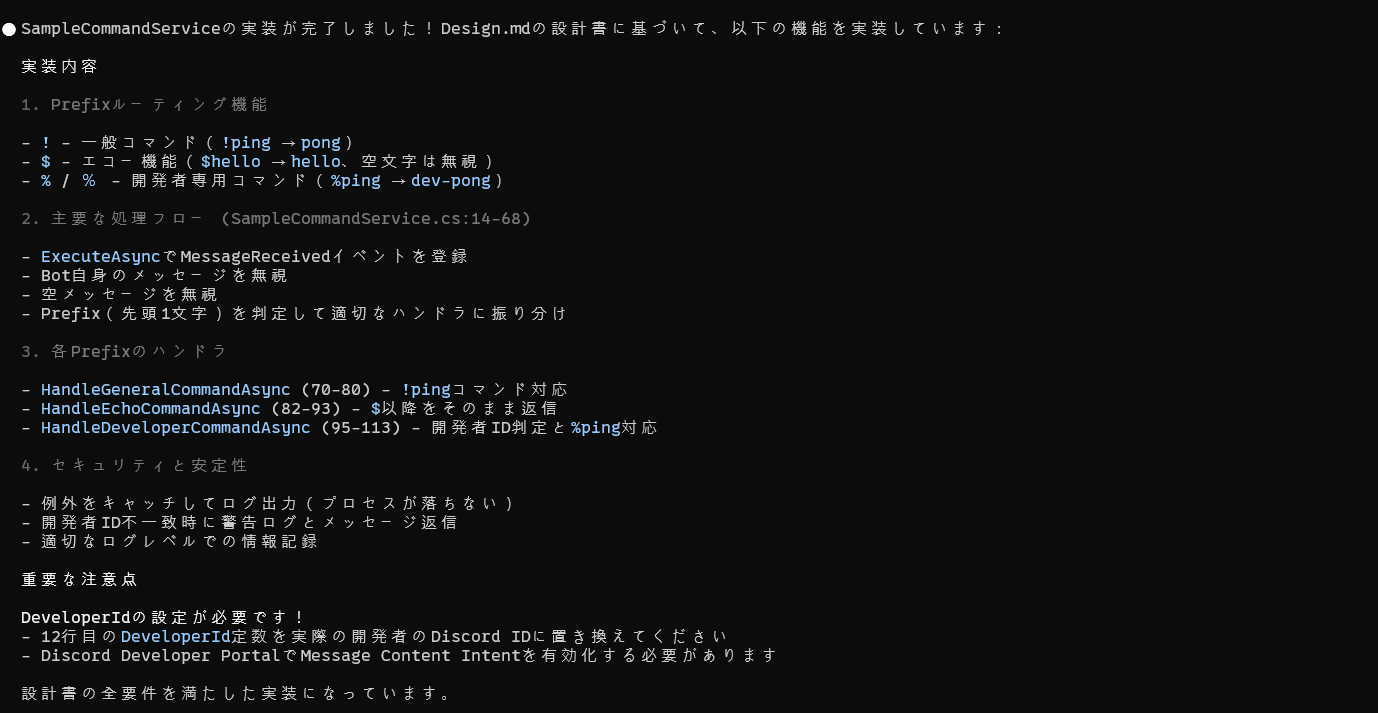 ● SampleCommandServiceの実装が完了しました！Design.mdの設計書に基づいて、以下の機能を実装しています：
実装内容
1. Prefixルーティング機能
- ! - 一般コマンド（!ping → pong）
- $ - エコー機能（$hello → hello、空文字は無視）
- % / ％ - 開発者専用コマンド（%ping → dev-pong）
2. 主要な処理フロー (SampleCommandService.cs:14-68)
- ExecuteAsyncでMessageReceivedイベントを登録
- Bot自身のメッセージを無視
- 空メッセージを無視
- Prefix（先頭1文字）を判定して適切なハンドラに振り分け
3. 各Prefixのハンドラ
- HandleGeneralCommandAsync (70-80) - !pingコマンド対応
- HandleEchoCommandAsync (82-93) - $以降をそのまま返信
- HandleDeveloperCommandAsync (95-113) - 開発者ID判定と%ping対応
4. セキュリティと安定性
- 例外をキャッチしてログ出力（プロセスが落ちない）
- 開発者ID不一致時に警告ログとメッセージ返信
- 適切なログレベルでの情報記録
重要な注意点
DeveloperIdの設定が必要です！
- 12行目のDeveloperId定数を実際の開発者のDiscord IDに置き換えてください
- Discord Developer PortalでMessage Content Intentを有効化する必要があります
設計書の全要件を満たした実装になっています。